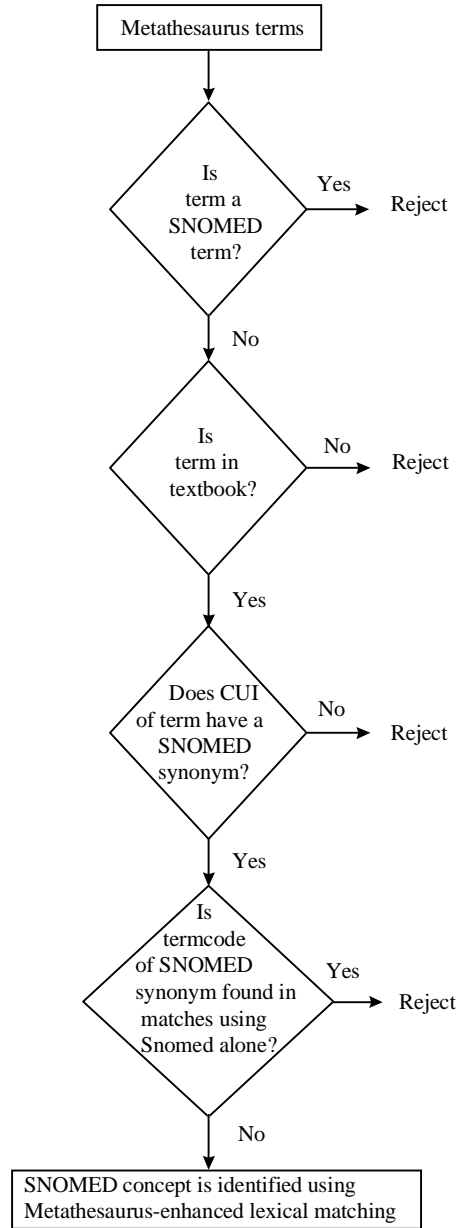 Metathesaurus terms
Is
term a
SNOMED
term?
Yes
Reject
No
Is
term in
textbook?
No
Reject
Yes
Does CUI
of term have a
SNOMED
synonym?
No
Reject
Yes
Is
termcode
of SNOMED
synonym found in
matches using
Snomed alone?
Yes
Reject
No
SNOMED concept is identified using
Metathesaurus-enhanced lexical matching